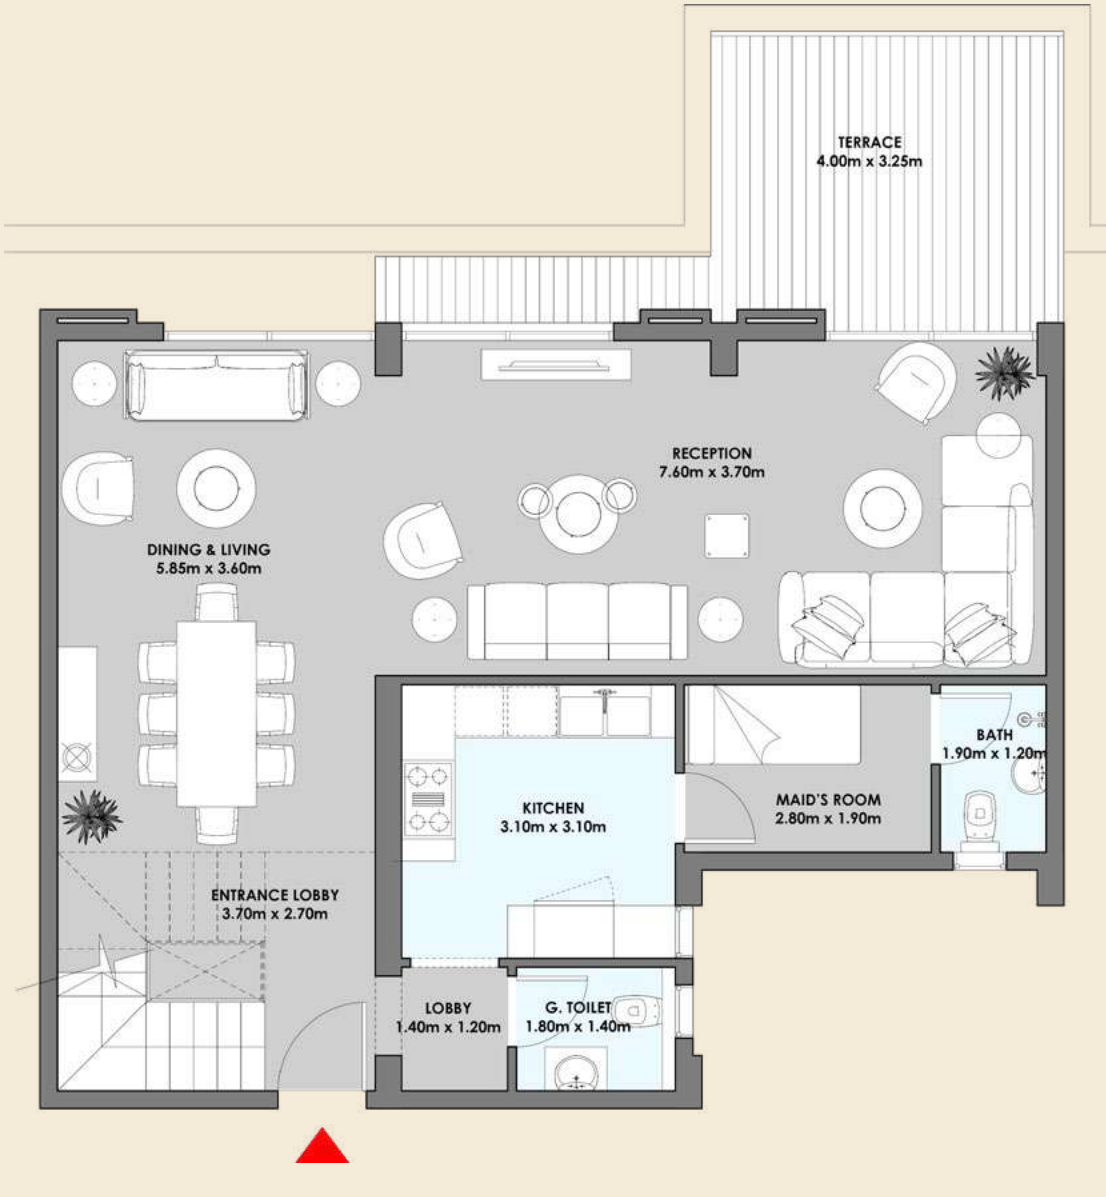 TERRACE
4.00m x 3.25m
RECEPTION
7.60m x 3.70m
DINING & LIVING
5.85m x 3.60m
BATH
1.90m x 1.20m
KITCHEN
3.10m x 3.10m
MAID'S ROOM
2.80m x 1.90m
ENTRANCE LOBBY
3.70m x 2.70m
LOBBY
1.40m x 1.20m
G. TOILET
1.80m x 1.40m